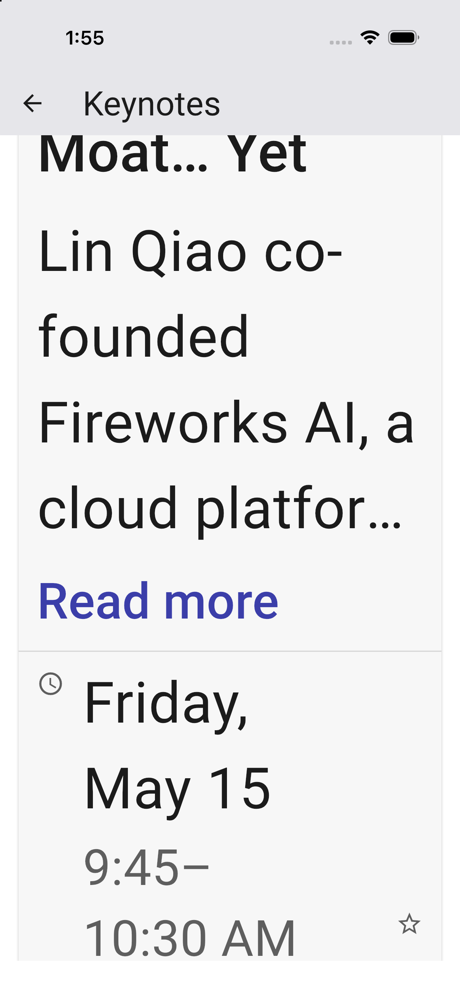 1:55
Keynotes
Moat... Yet
Lin Qiao co-
founded
Fireworks AI, a
cloud platfor...
Read more
Friday,
May 15
9:45–
10:30 AM